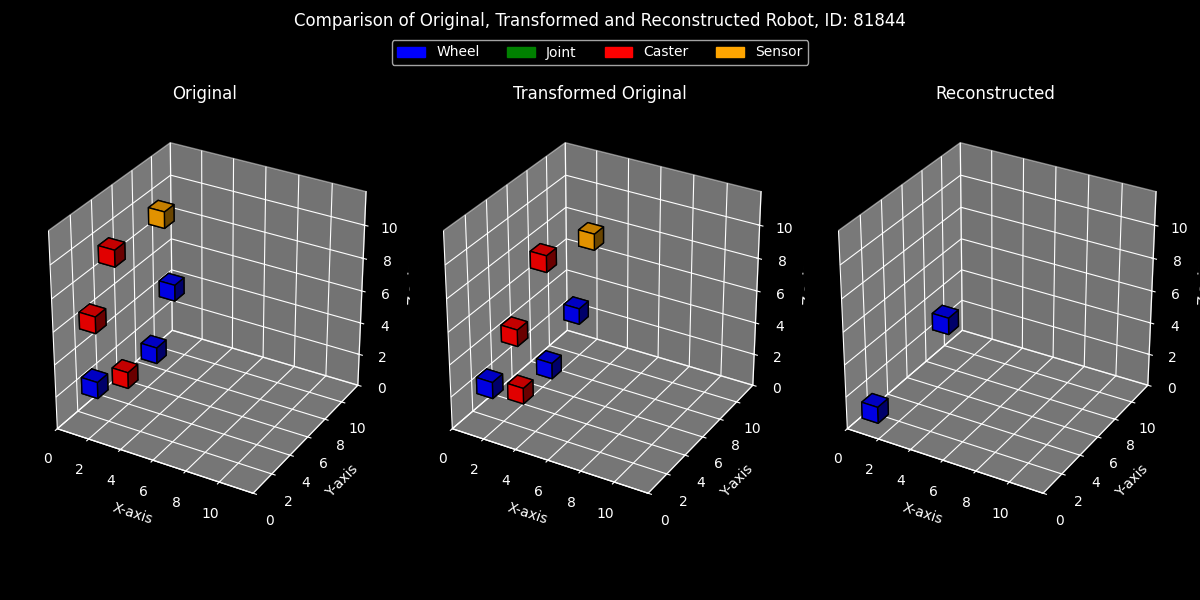 Comparison of Original, Transformed and Reconstructed Robot, ID: 81844
Wheel Joint Caster Sensor
Original Transformed Original Reconstructed
10 10 10
8 8 8
6 6 6
4 4 4
2 2 2
0 0 0
10 10 10
8 8 8
0 6 0 6 0 6
2 4 2 4 2 4
4 2 4 2 4 2
6 0 6 0 6 0
8 8 8
10 10 10
X-axis Y-axis X-axis Y-axis X-axis Y-axis